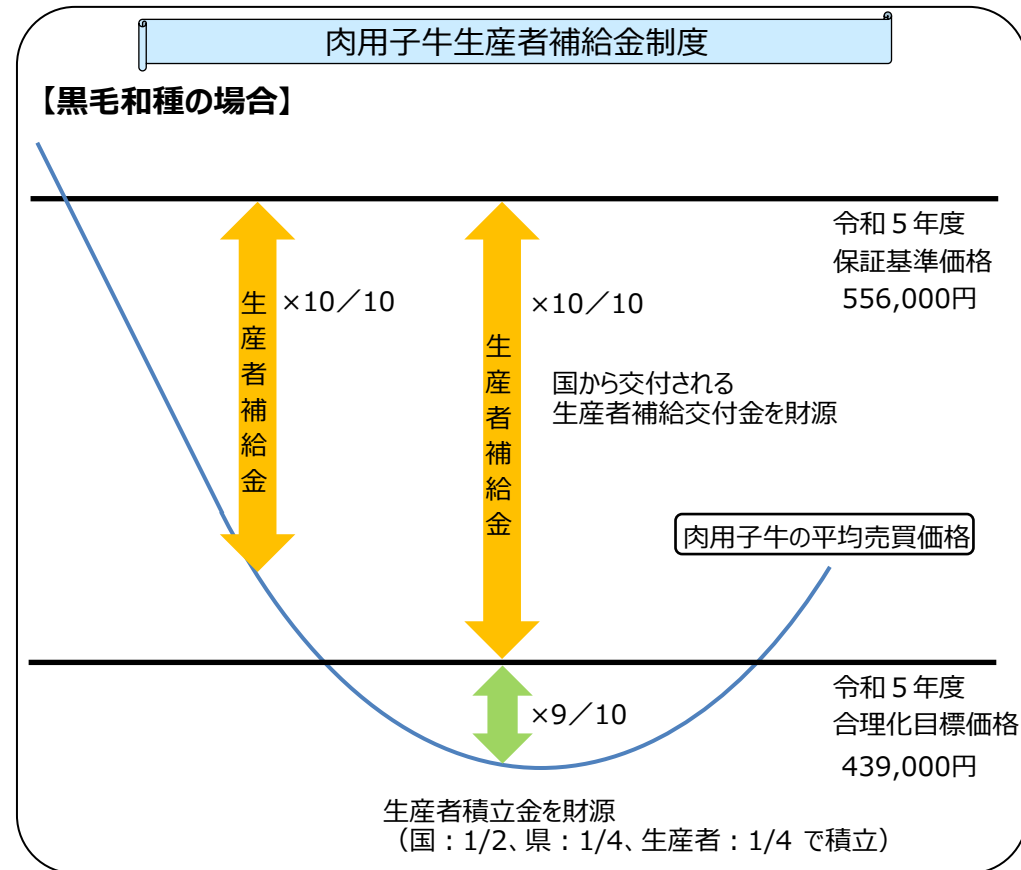 肉用子牛生産者補給金制度
【黒毛和種の場合】
令和５年度
保証基準価格
556,000円
生産者補給金
×10／10
生産者補給金
×10／10
国から交付される
生産者補給交付金を財源
肉用子牛の平均売買価格
令和５年度
合理化目標価格
439,000円
×9／10
生産者積立金を財源
（国：1/2、県：1/4、生産者：1/4 で積立）